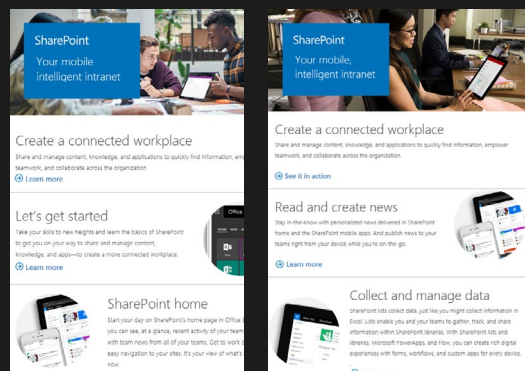 SharePoint
Your mobile
intelligent intranet
Create a connected workplace
Share and manage content, knowledge, and applications to quickly find information, emp
teamwork, and collaborate across the organization
Learn more
Let's get started
Take your skills to new heights and learn the basics of SharePoint
to get you on your way to share and manage content,
knowledge, and apps—to create a more connected workplace.
Learn more
Office
SharePoint home
Start your day on SharePoint's home page in Office
you can see, at a glance, recent activity of your team
with team news from all of your teams. Get to work
easy navigation to your sites. It's your view of what's
now.
SharePoint
Your mobile,
intelligent intranet
Create a connected workplace
Share and manage content, knowledge, and applications to quickly find information, empower
teamwork, and collaborate across the organization.
See it in action
Read and create news
Stay in-the-know with personalized news delivered in SharePoint
home and the SharePoint mobile apps. And publish news to your
teams right from your device while you're on-the-go.
Learn more
Collect and manage data
SharePoint lists collect data, just like you might collect information in
Excel. Lists enable you and your teams to gather, track, and share
information within SharePoint libraries. With SharePoint lists and
libraries, Microsoft PowerApps, and Flow, you can create rich digital
experiences with forms, workflows, and custom apps for every device.